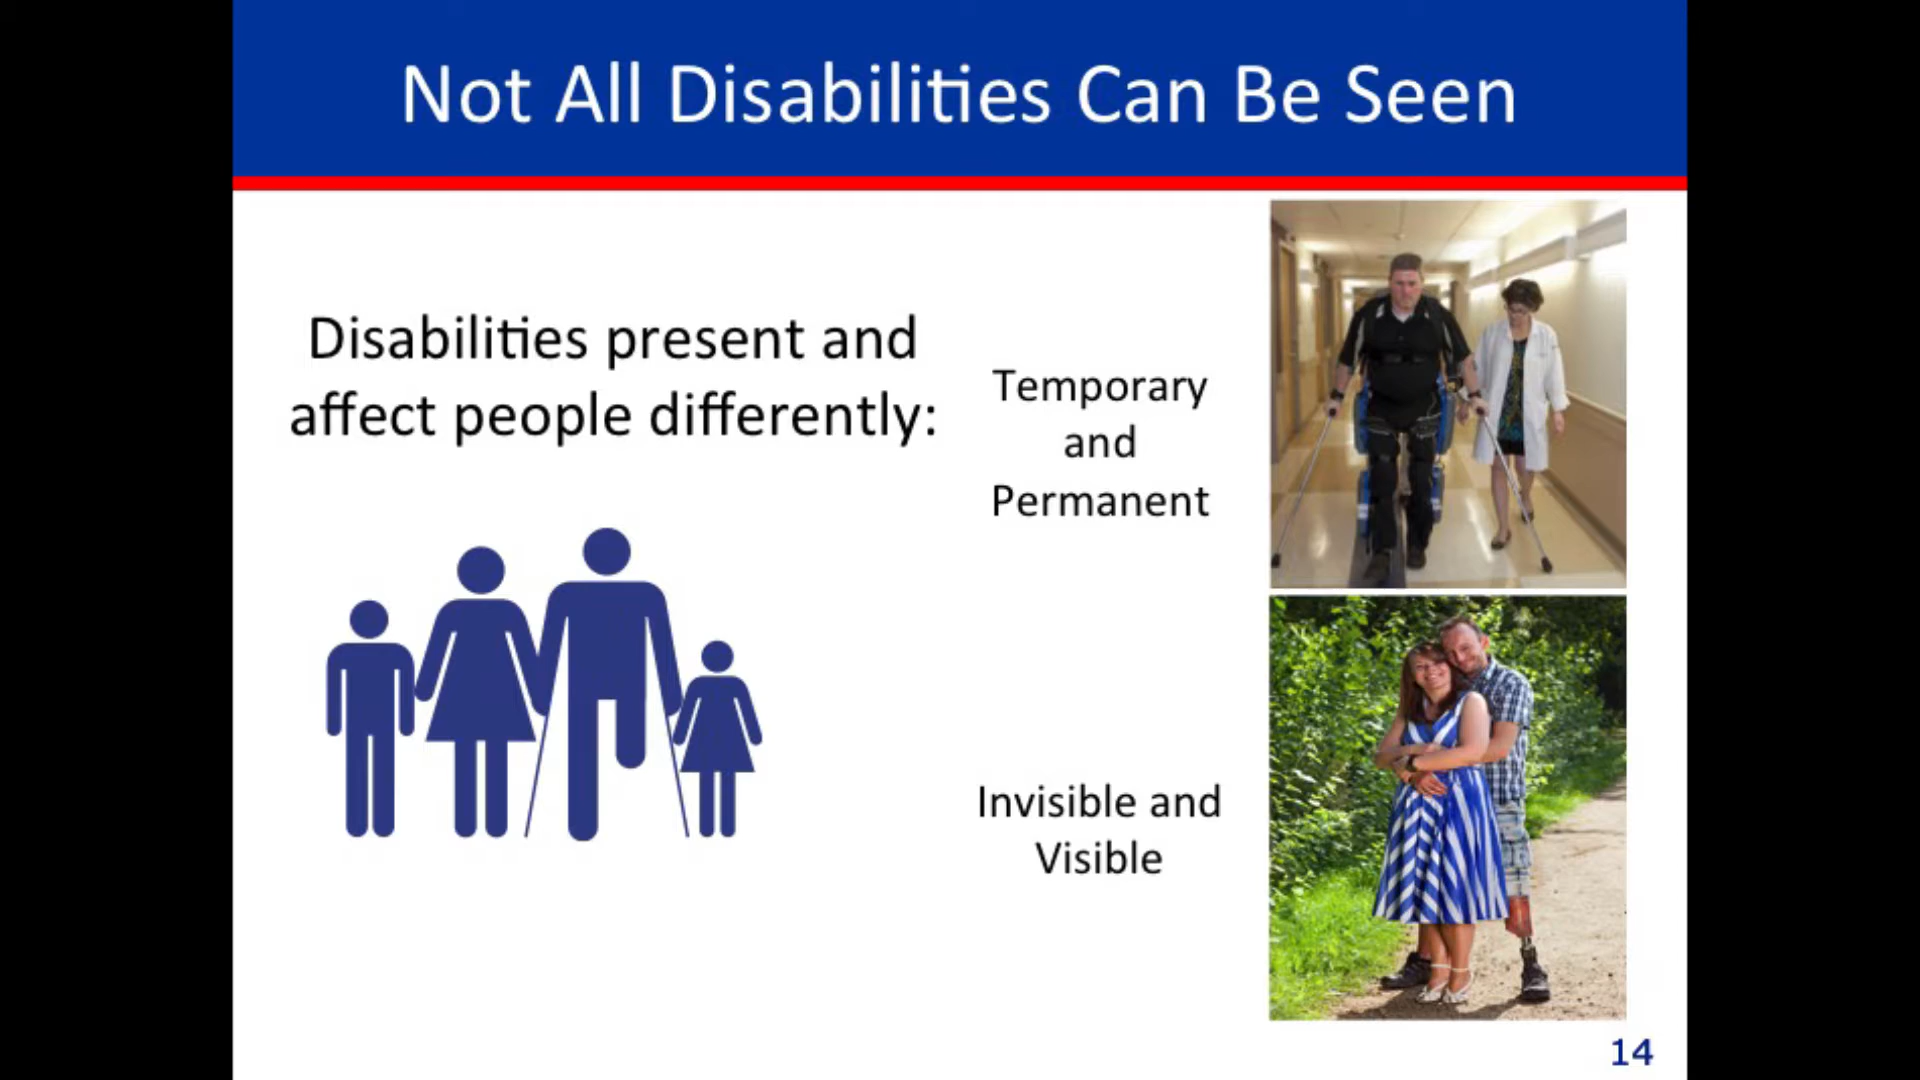 Not All Disabilities Can Be Seen
Disabilities present and
affect people differently:
Temporary
and
Permanent
Invisible and
Visible
14